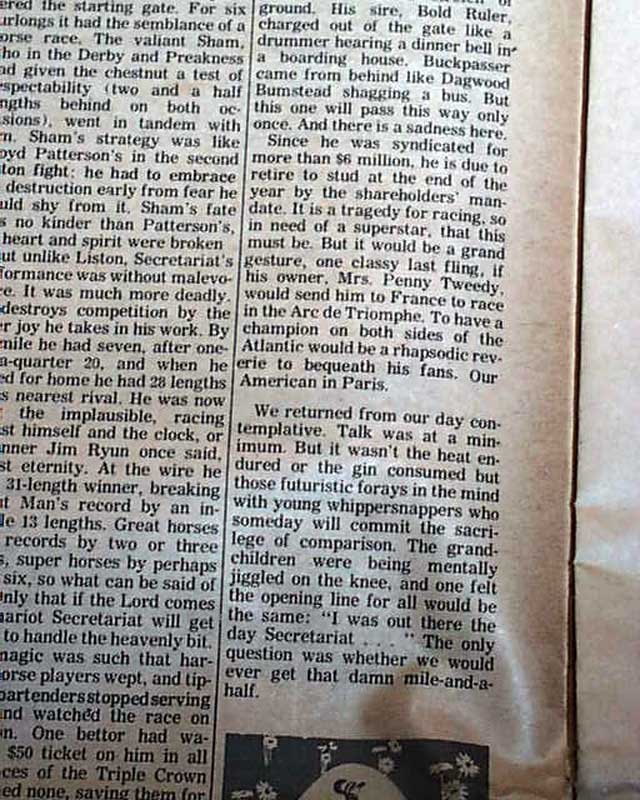 ered the starting gate. For six
urlongs it had the semblance of a
orse race. The valiant Sham,
ho in the Derby and Preakness
ad given the chestnut a test of
spectability (two and a half
ngths behind on both oc-
sions), went in tandem with
n. Sham's strategy was like
oyd Patterson's in the second
ton fight: he had to embrace
destruction early from fear he
uld shy from it. Sham's fate
s no kinder than Patterson's,
heart and spirit were broken
ut unlike Liston, Secretariat's
formance was without malevo-
ce. It was much more deadly.
destroys competition by the
er joy he takes in his work. By
mile he had seven, after one-
a-quarter 20, and when he
ed for home he had 28 lengths
s nearest rival. He was now
the implausible, racing
st himself and the clock, or
nner Jim Ryun once said,
st eternity. At the wire he
31-length winner, breaking
t Man's record by an in-
le 13 lengths. Great horses
records by two or three
s, super horses by perhaps
six, so what can be said of
nly that if the Lord comes
ariot Secretariat will get
to handle the heavenly bit.
magic was such that har-
orse players wept, and tip-
bartenders stopped serving
nd watched the race on
n. One bettor had wa-
$50 ticket on him in all
ces of the Triple Crown
ed none, saving them for
ground. His sire, Bold Ruler,
charged out of the gate like a
drummer hearing a dinner bell in
a boarding house. Buckpasser
came from behind like Dagwood
Bumstead shagging a bus. But
this one will pass this way only
once. And there is a sadness here.
Since he was syndicated for
more than $6 million, he is due to
retire to stud at the end of the
year by the shareholders' man-
date. It is a tragedy for racing, so
in need of a superstar, that this
must be. But it would be a grand
gesture, one classy last fling, if
his owner, Mrs. Penny Tweedy,
would send him to France to race
in the Arc de Triomphe. To have a
champion on both sides of the
Atlantic would be a rhapsodic rev-
erie to bequeath his fans. Our
American in Paris.
We returned from our day con-
templative. Talk was at a min-
imum. But it wasn't the heat en-
dured or the gin consumed but
those futuristic forays in the mind
with young whippersnappers who
someday will commit the sacri-
lege of comparison. The grand-
children were being mentally
jiggled on the knee, and one felt
the opening line for all would be
the same: "I was out there the
day Secretariat . . . " The only
question was whether we would
ever get that damn mile-and-a-
half.